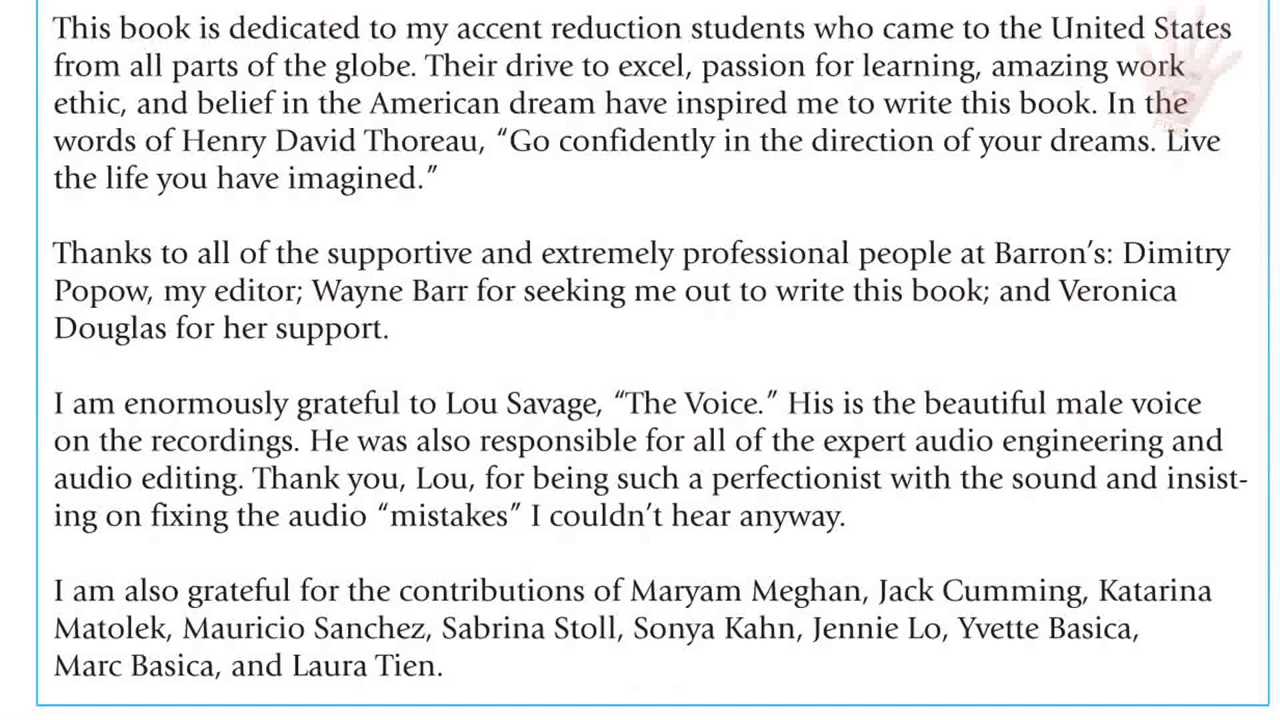 This book is dedicated to my accent reduction students who came to the United States
from all parts of the globe. Their drive to excel, passion for learning, amazing work
ethic, and belief in the American dream have inspired me to write this book. In the
words of Henry David Thoreau, “Go confidently in the direction of your dreams. Live
the life you have imagined.”
Thanks to all of the supportive and extremely professional people at Barron’s: Dimitry
Popow, my editor; Wayne Barr for seeking me out to write this book; and Veronica
Douglas for her support.
I am enormously grateful to Lou Savage, “The Voice.” His is the beautiful male voice
on the recordings. He was also responsible for all of the expert audio engineering and
audio editing. Thank you, Lou, for being such a perfectionist with the sound and insist-
ing on fixing the audio “mistakes” I couldn’t hear anyway.
I am also grateful for the contributions of Maryam Meghan, Jack Cumming, Katarina
Matolek, Mauricio Sanchez, Sabrina Stoll, Sonya Kahn, Jennie Lo, Yvette Basica,
Marc Basica, and Laura Tien.